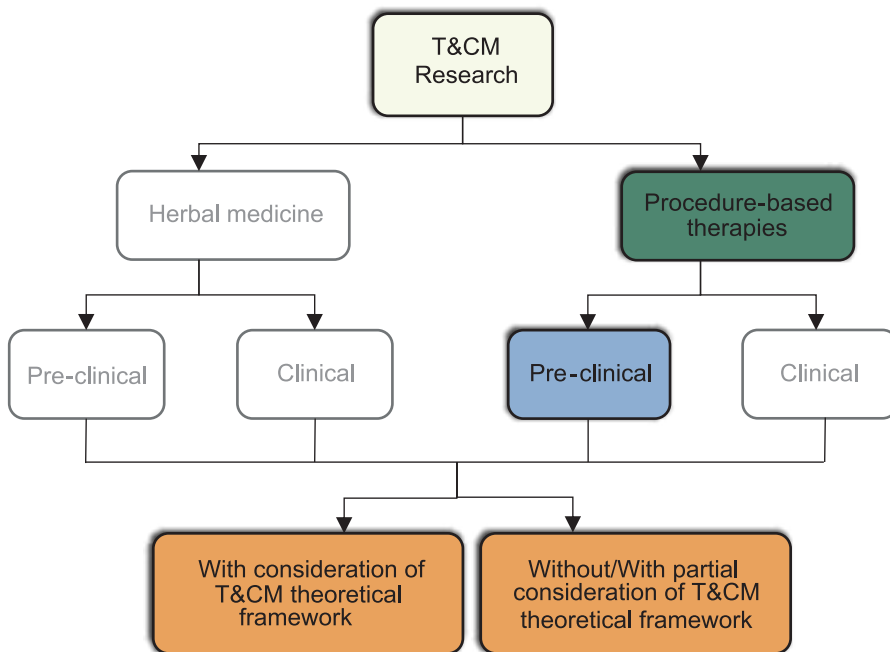 T&CM
Research
Herbal medicine
Procedure-based
therapies
Pre-clinical
Clinical
Pre-clinical
Clinical
With consideration of
T&CM theoretical
framework
Without/With partial
consideration of T&CM
theoretical framework